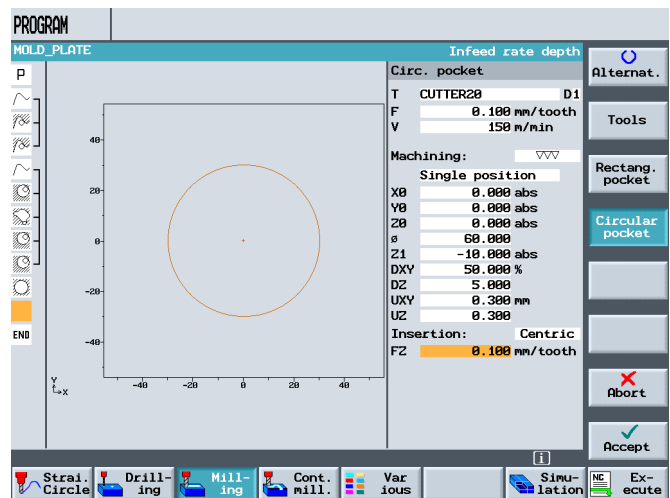 PROGRAM
MOLD_PLATE Infeed rate depth
Alternat.
P
Circ. pocket
T CUTTER20 D1
F 0.100 mm/tooth
V 150 m/min
Tools
Machining: ▽▽▽
Single position
Rectang.
pocket
X0 0.000 abs
Y0 0.000 abs
Z0 0.000 abs
ø 60.000
Z1 -10.000 abs
DXY 50.000 %
DZ 5.000
UXY 0.300 mm
UZ 0.300
Circular
pocket
Insertion: Centric
FZ 0.100 mm/tooth
40
20
0
-20
-40
END
-40 -20 0 20 40
Y
X
Abort
Accept
i
Strai.
Circle
Drill-
ing
Mill-
ing
Cont.
mill.
Var
ious
Simu-
lation
NC
Ex-
ecute